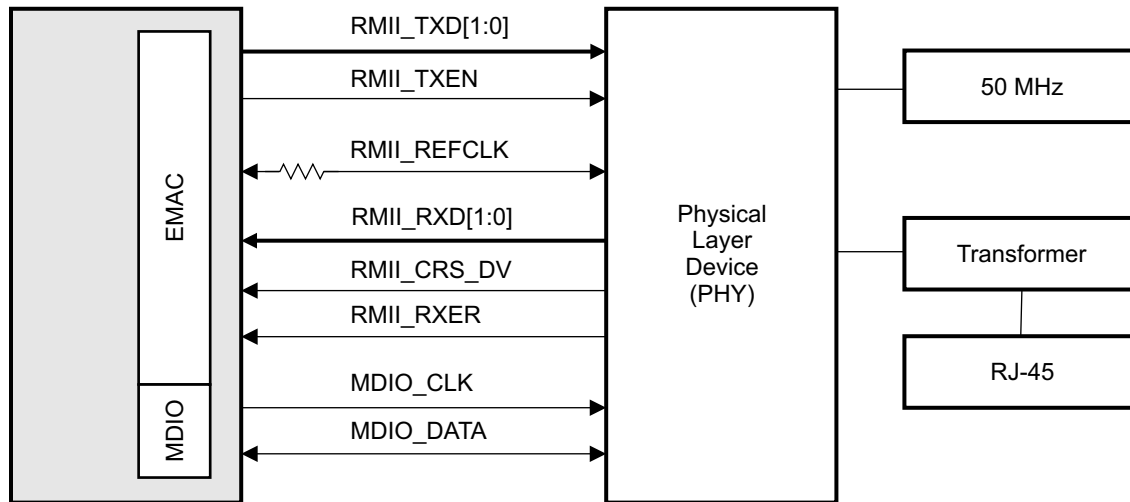 RMII_TXD[1:0]
RMII_TXEN
RMII_REFCLK
RMII_RXD[1:0]
RMII_CRS_DV
RMII_RXER
MDIO_CLK
MDIO_DATA
EMAC
MDIO
Physical
Layer
Device
(PHY)
50 MHz
Transformer
RJ-45